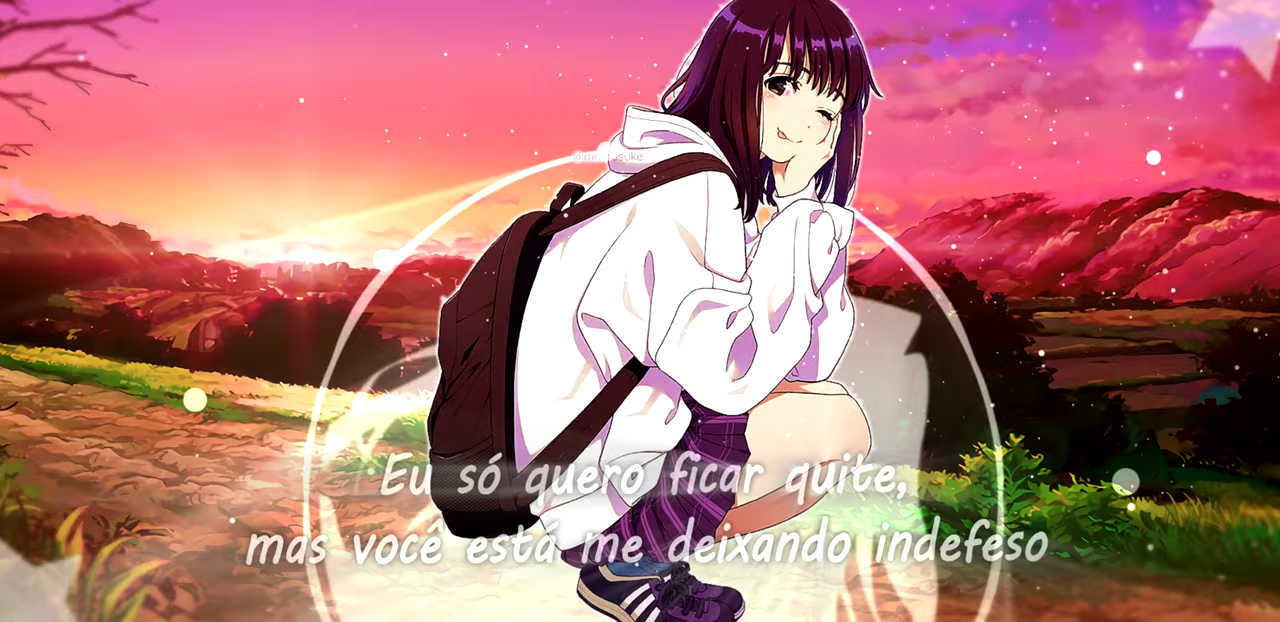 Eu só quero ficar quite,
mas você está me deixando indefeso